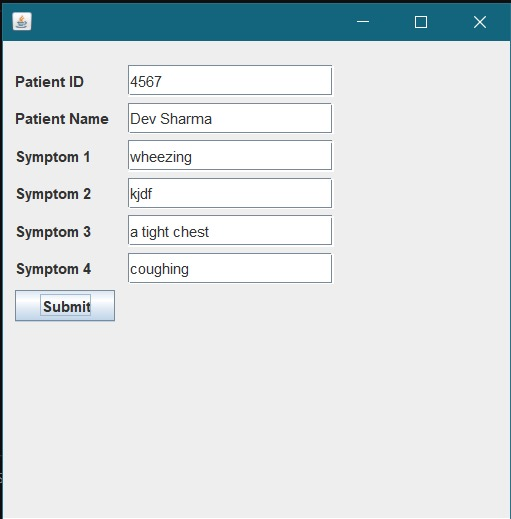 Patient ID 4567
Patient Name Dev Sharma
Symptom 1 wheezing
Symptom 2 kjdf
Symptom 3 a tight chest
Symptom 4 coughing
Submit